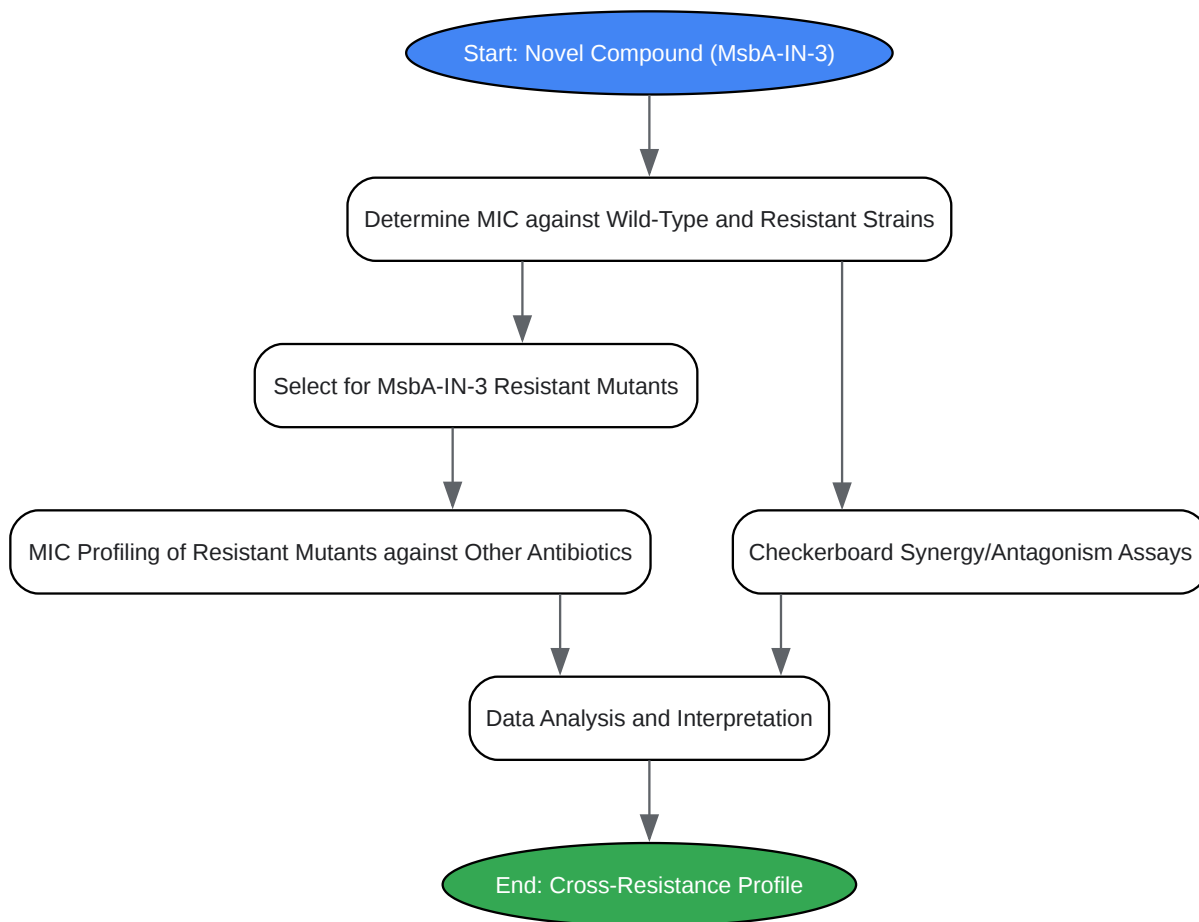 Start: Novel Compound (MsbA-IN-3)
Determine MIC against Wild-Type and Resistant Strains
Select for MsbA-IN-3 Resistant Mutants
MIC Profiling of Resistant Mutants against Other Antibiotics
Checkerboard Synergy/Antagonism Assays
Data Analysis and Interpretation
End: Cross-Resistance Profile